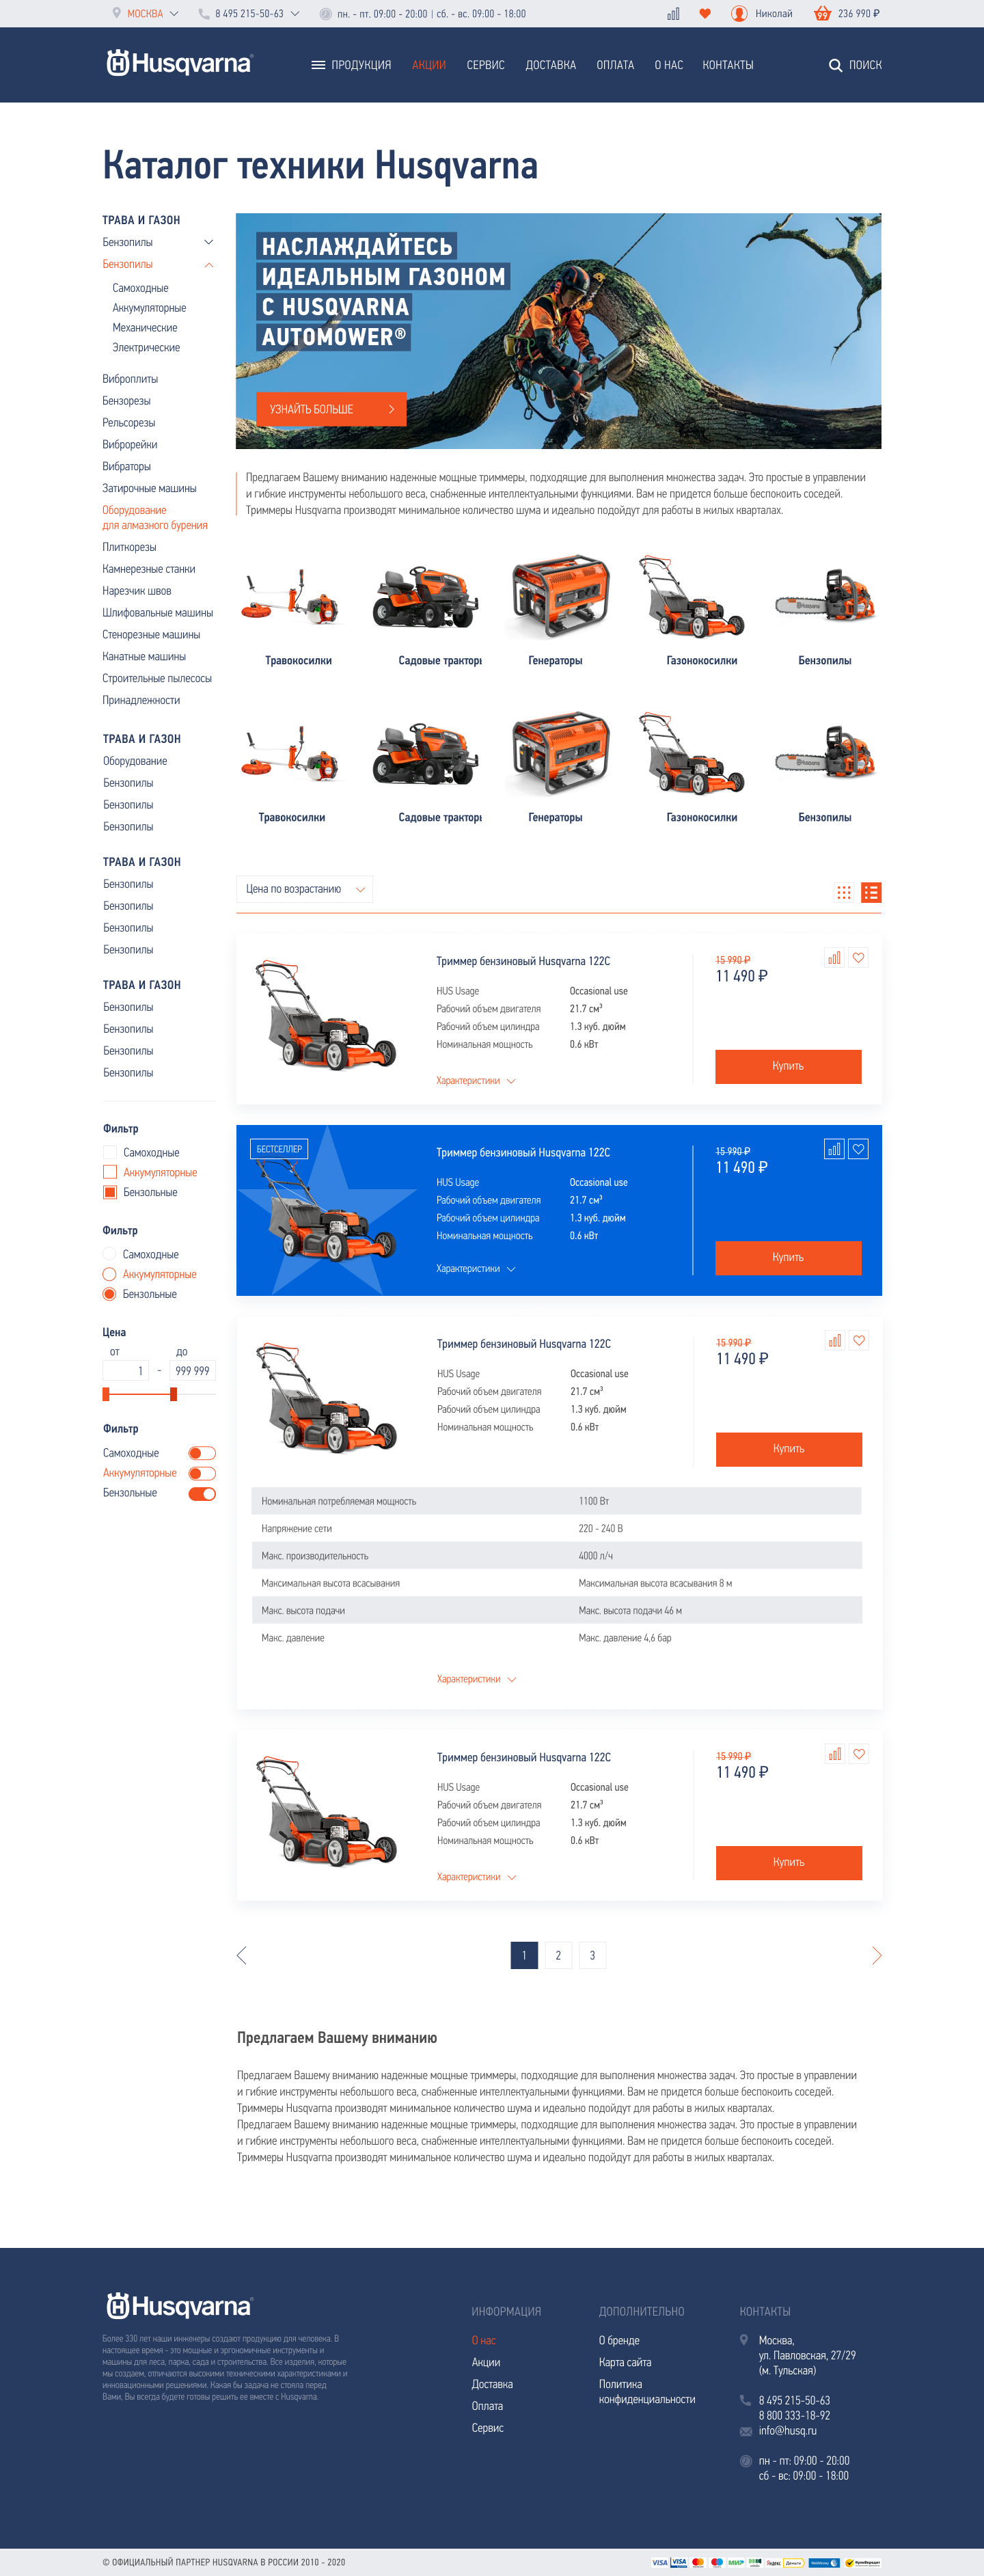 МОСКВА 8 495 215-50-63 пн. - пт. 09:00 - 20:00 | сб. - вс. 09:00 - 18:00 Николай 99 236 990 ₽
Husqvarna ПРОДУКЦИЯ АКЦИИ СЕРВИС ДОСТАВКА ОПЛАТА О НАС КОНТАКТЫ ПОИСК
Каталог техники Husqvarna
ТРАВА И ГАЗОН
Бензопилы
Бензопилы
Самоходные
Аккумуляторные
Механические
Электрические
Виброплиты
Бензорезы
Рельсорезы
Виброрейки
Вибраторы
Затирочные машины
Оборудование
для алмазного бурения
Плиткорезы
Камнерезные станки
Нарезчик швов
Шлифовальные машины
Стенорезные машины
Канатные машины
Строительные пылесосы
Принадлежности
ТРАВА И ГАЗОН
Оборудование
Бензопилы
Бензопилы
Бензопилы
ТРАВА И ГАЗОН
Бензопилы
Бензопилы
Бензопилы
Бензопилы
ТРАВА И ГАЗОН
Бензопилы
Бензопилы
Бензопилы
Бензопилы
Фильтр
Самоходные
Аккумуляторные
Бензольные
Фильтр
Самоходные
Аккумуляторные
Бензольные
Цена
от до
1 - 999 999
Фильтр
Самоходные
Аккумуляторные
Бензольные
НАСЛАЖДАЙТЕСЬ
ИДЕАЛЬНЫМ ГАЗОНОМ
С HUSQVARNA
AUTOMOWER®
УЗНАЙТЬ БОЛЬШЕ
Предлагаем Вашему вниманию надежные мощные триммеры, подходящие для выполнения множества задач. Это простые в управлении
и гибкие инструменты небольшого веса, снабженные интеллектуальными функциями. Вам не придется больше беспокоить соседей.
Триммеры Husqvarna производят минимальное количество шума и идеально подойдут для работы в жилых кварталах.
Травокосилки Садовые тракторы Генераторы Газонокосилки Бензопилы
Травокосилки Садовые тракторы Генераторы Газонокосилки Бензопилы
Цена по возрастанию
Триммер бензиновый Husqvarna 122C
HUS Usage Occasional use
Рабочий объем двигателя 21.7 см³
Рабочий объем цилиндра 1.3 куб. дюйм
Номинальная мощность 0.6 кВт
Характеристики
15 990 ₽
11 490 ₽
Купить
БЕСТСЕЛЛЕР
Триммер бензиновый Husqvarna 122C
HUS Usage Occasional use
Рабочий объем двигателя 21.7 см³
Рабочий объем цилиндра 1.3 куб. дюйм
Номинальная мощность 0.6 кВт
Характеристики
15 990 ₽
11 490 ₽
Купить
Триммер бензиновый Husqvarna 122C
HUS Usage Occasional use
Рабочий объем двигателя 21.7 см³
Рабочий объем цилиндра 1.3 куб. дюйм
Номинальная мощность 0.6 кВт
15 990 ₽
11 490 ₽
Купить
Номинальная потребляемая мощность 1100 Вт
Напряжение сети 220 - 240 В
Макс. производительность 4000 л/ч
Максимальная высота всасывания Максимальная высота всасывания 8 м
Макс. высота подачи Макс. высота подачи 46 м
Макс. давление Макс. давление 4,6 бар
Характеристики
Триммер бензиновый Husqvarna 122C
HUS Usage Occasional use
Рабочий объем двигателя 21.7 см³
Рабочий объем цилиндра 1.3 куб. дюйм
Номинальная мощность 0.6 кВт
Характеристики
15 990 ₽
11 490 ₽
Купить
1 2 3
Предлагаем Вашему вниманию
Предлагаем Вашему вниманию надежные мощные триммеры, подходящие для выполнения множества задач. Это простые в управлении
и гибкие инструменты небольшого веса, снабженные интеллектуальными функциями. Вам не придется больше беспокоить соседей.
Триммеры Husqvarna производят минимальное количество шума и идеально подойдут для работы в жилых кварталах.
Предлагаем Вашему вниманию надежные мощные триммеры, подходящие для выполнения множества задач. Это простые в управлении
и гибкие инструменты небольшого веса, снабженные интеллектуальными функциями. Вам не придется больше беспокоить соседей.
Триммеры Husqvarna производят минимальное количество шума и идеально подойдут для работы в жилых кварталах.
Husqvarna
Более 330 лет наши инженеры создают продукцию для человека. В
настоящее время - это мощные и эргономичные инструменты и
машины для леса, парка, сада и строительства. Все изделия, которые
мы создаем, отличаются высокими техническими характеристиками и
инновационными решениями. Какая бы задача не стояла перед
Вами, Вы всегда будете готовы решить ее вместе с Husqvarna.
ИНФОРМАЦИЯ
О нас
Акции
Доставка
Оплата
Сервис
ДОПОЛНИТЕЛЬНО
О бренде
Карта сайта
Политика
конфиденциальности
КОНТАКТЫ
Москва,
ул. Павловская, 27/29
(м. Тульская)
8 495 215-50-63
8 800 333-18-92
info@husq.ru
пн - пт: 09:00 - 20:00
сб - вс: 09:00 - 18:00
© ОФИЦИАЛЬНЫЙ ПАРТНЕР HUSQVARNA В РОССИИ 2010 - 2020
VISA VISA МИР